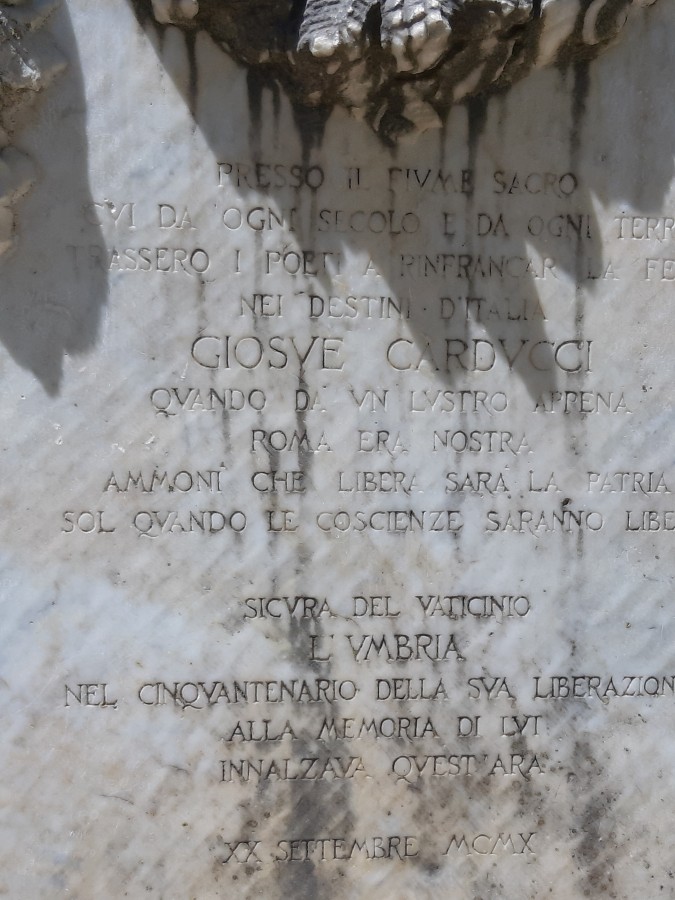 PRESSO IL FIVME SACRO
CVI DA OGNI SECOLO E DA OGNI TERR
TRASSERO I POETI A RINFRANCAR LA FE
NEI DESTINI D'ITALIA
GIOSVE CARDVCCI
QVANDO DA VN LVSTRO APPENA
ROMA ERA NOSTRA
AMMONÌ CHE LIBERA SARÀ LA PATRIA
SOL QVANDO LE COSCIENZE SARANNO LIBE
SICVRA DEL VATICINIO
L'VMBRIA
NEL CINQVANTENARIO DELLA SVA LIBERAZION
ALLA MEMORIA DI LVI
INNALZAVA QVEST'ARA
XX SETTEMBRE MCMX